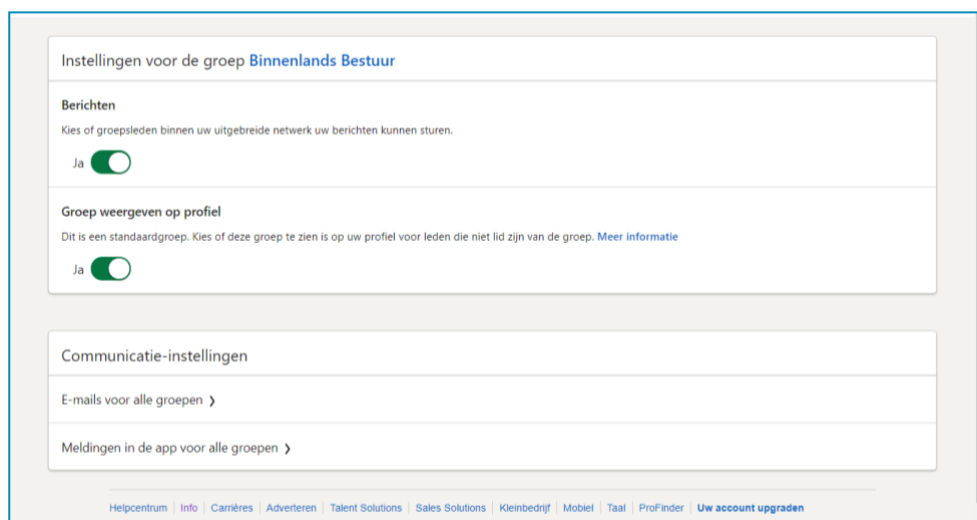 Instellingen voor de groep Binnenlands Bestuur
Berichten
Kies of groepsleden binnen uw uitgebreide netwerk uw berichten kunnen sturen.
Ja
Groep weergeven op profiel
Dit is een standaardgroep. Kies of deze groep te zien is op uw profiel voor leden die niet lid zijn van de groep. Meer informatie
Ja
Communicatie-instellingen
E-mails voor alle groepen ❯
Meldingen in de app voor alle groepen ❯
Helpcentrum | Info | Carrières | Adverteren | Talent Solutions | Sales Solutions | Kleinbedrijf | Mobiel | Taal | ProFinder | Uw account upgraden